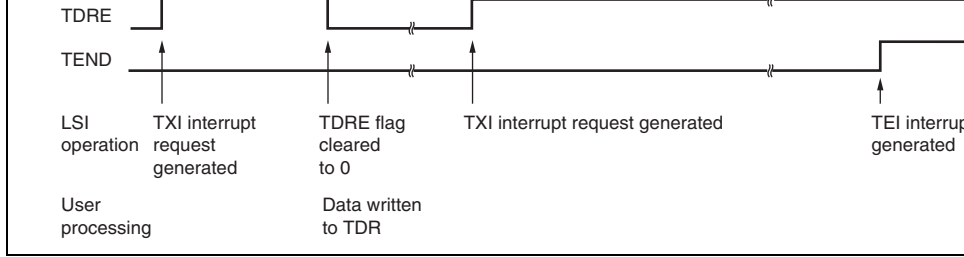 TDRE
TEND
LSI operation
TXI interrupt request generated
TDRE flag cleared to 0
TXI interrupt request generated
TEI generated
User processing
Data written to TDR